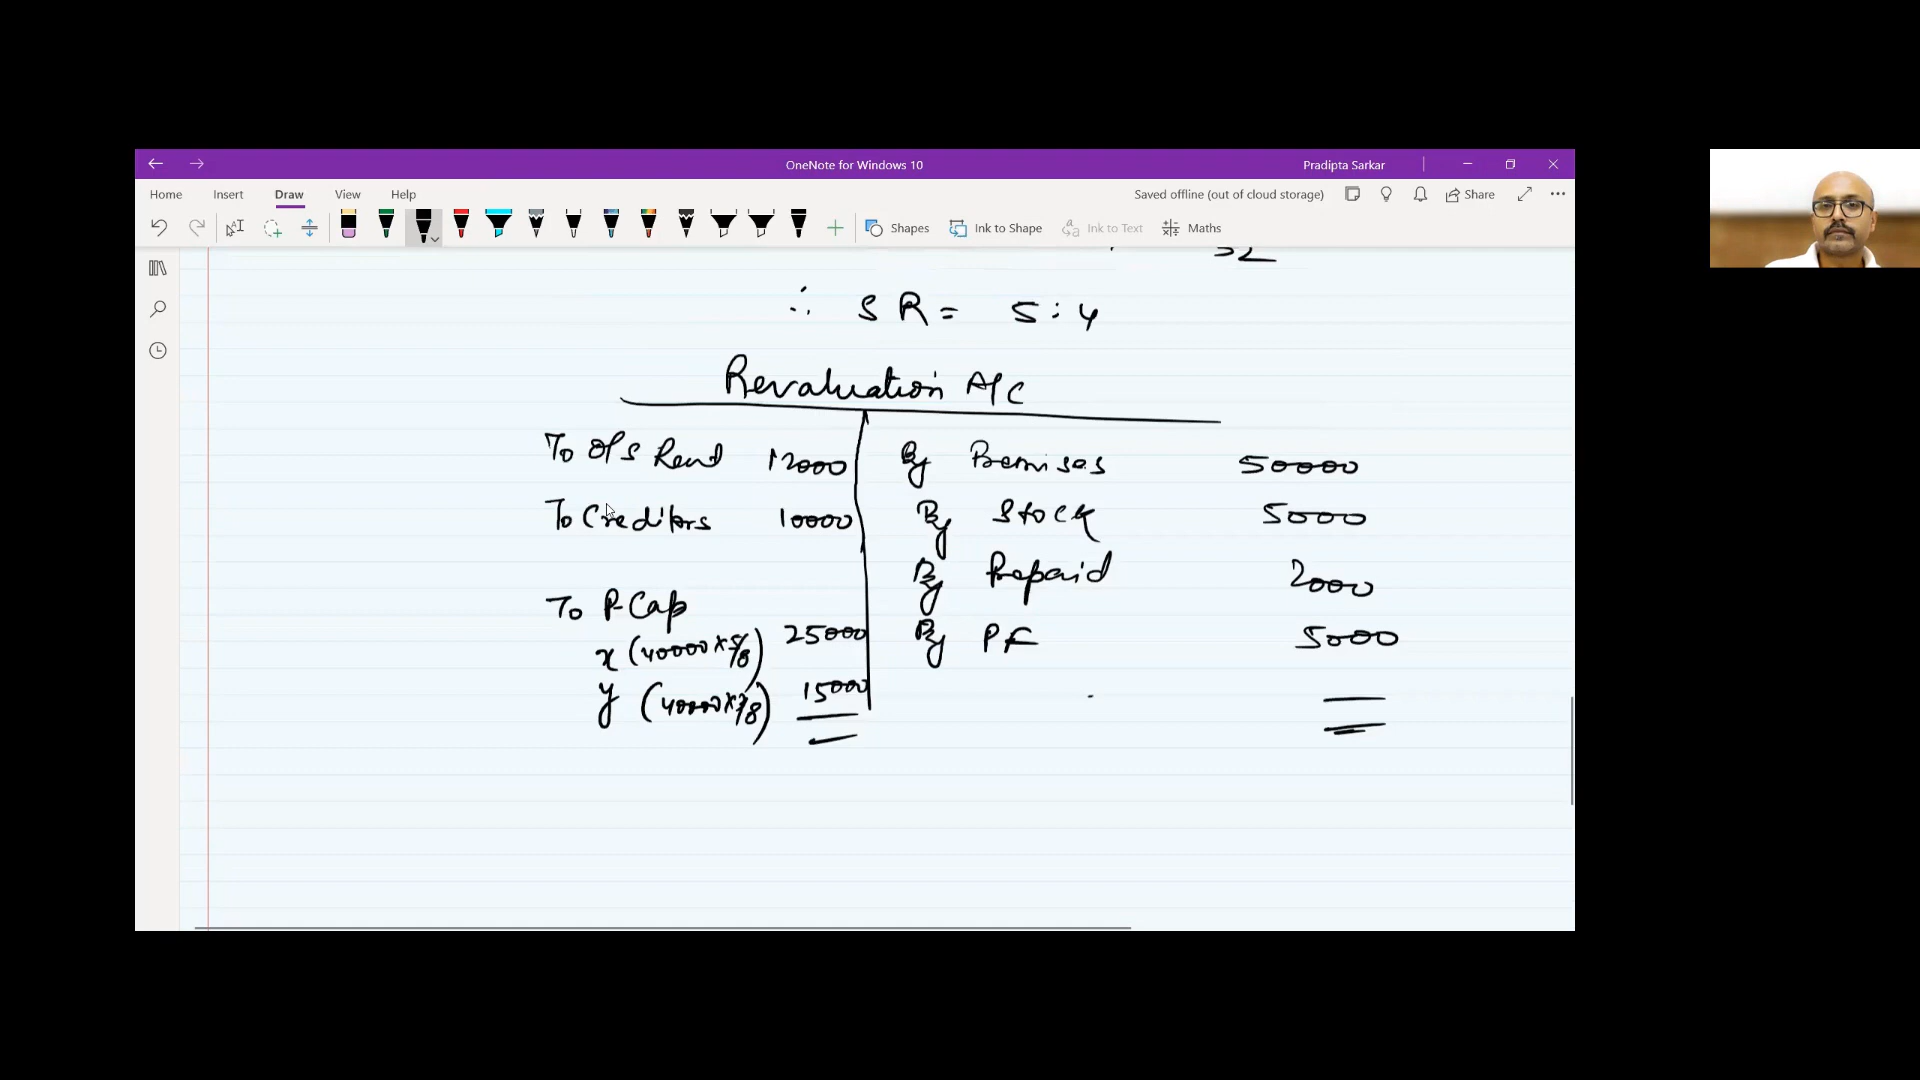 OneNote for Windows 10
Pradipta Sarkar
Home Insert Draw View Help
Saved offline (out of cloud storage)
Share
Shapes Ink to Shape Ink to Text Maths
∴ S R = 5 : 4
Revaluation A/C
To O/S Rent 12000 By Premises 50000
To Creditors 10000 By Stock 5000
By Prepaid 2000
To P Cap
x (40000 × 5/8) 25000 By PF 5000
y (40000 × 3/8) 15000